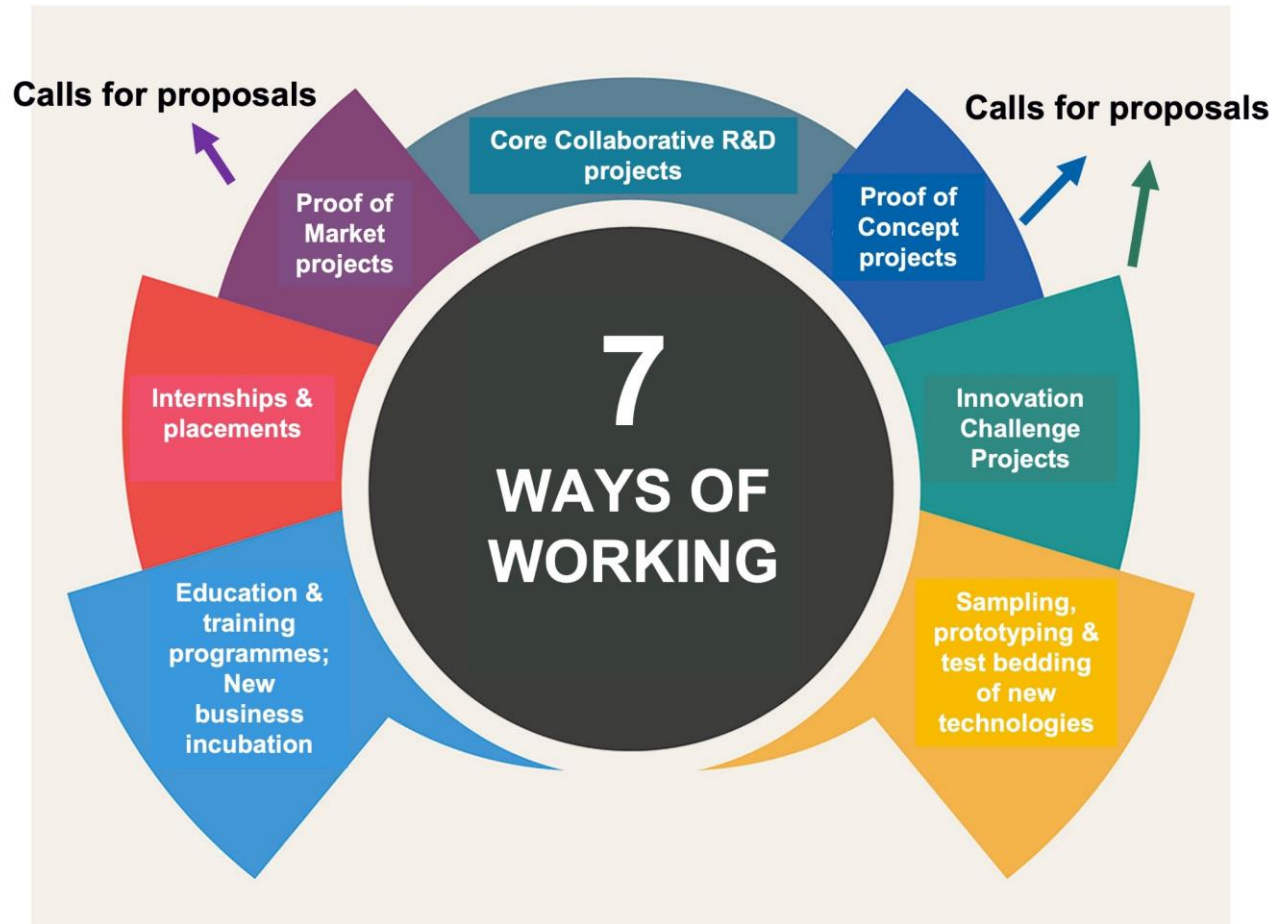 Calls for proposals
Calls for proposals
Core Collaborative R&D
projects
Proof of
Market
projects
Proof of
Concept
projects
Internships &
placements
Innovation
Challenge
Projects
7
WAYS OF
WORKING
Education &
training
programmes;
New
business
incubation
Sampling,
prototyping &
test bedding
of new
technologies